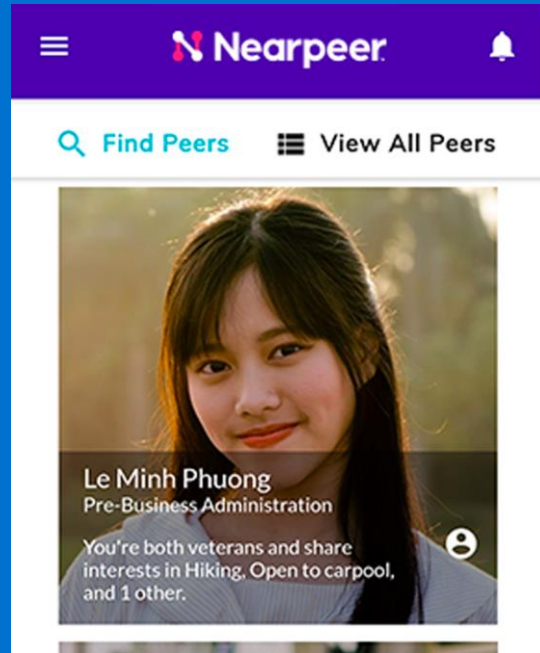 Nearpeer
Find Peers
View All Peers
Le Minh Phuong
Pre-Business Administration
You're both veterans and share
interests in Hiking, Open to carpool,
and 1 other.